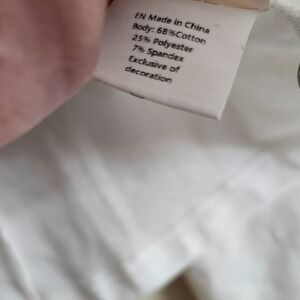 EN Made in China
Body: 68%Cotton
25% Polyester
7% Spandex
Exclusive of
decoration